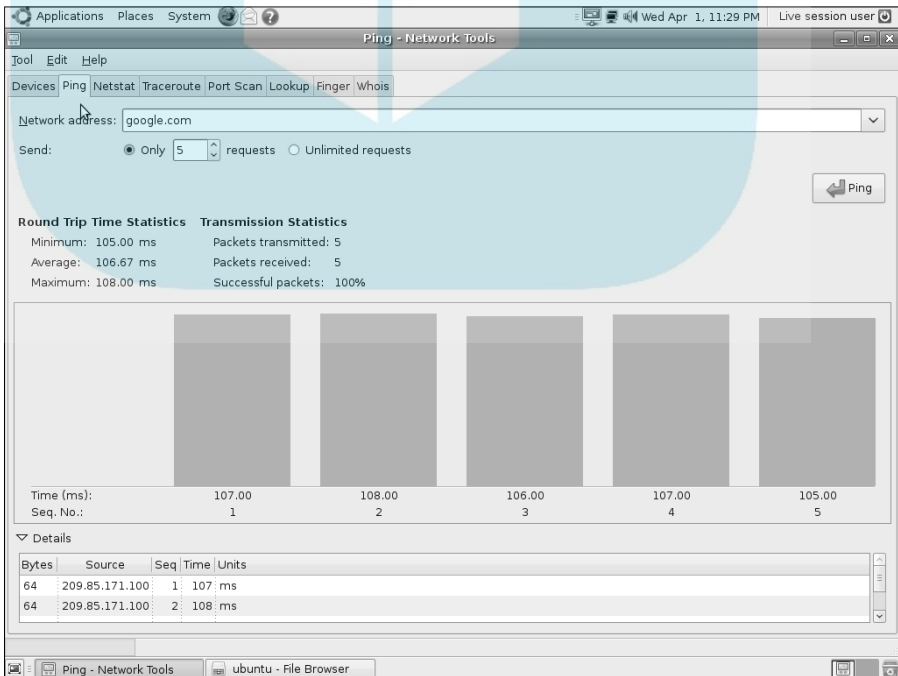 Applications Places System Wed Apr 1, 11:29 PM Live session user
Ping - Network Tools
Tool Edit Help
Devices Ping Netstat Traceroute Port Scan Lookup Finger Whois
Network address: google.com
Send: Only 5 requests Unlimited requests
Ping
Round Trip Time Statistics Transmission Statistics
Minimum: 105.00 ms Packets transmitted: 5
Average: 106.67 ms Packets received: 5
Maximum: 108.00 ms Successful packets: 100%
Time (ms): 107.00 108.00 106.00 107.00 105.00
Seq. No.: 1 2 3 4 5
Details
Bytes Source Seq Time Units
64 209.85.171.100 1 107 ms
64 209.85.171.100 2 108 ms
Ping - Network Tools ubuntu - File Browser